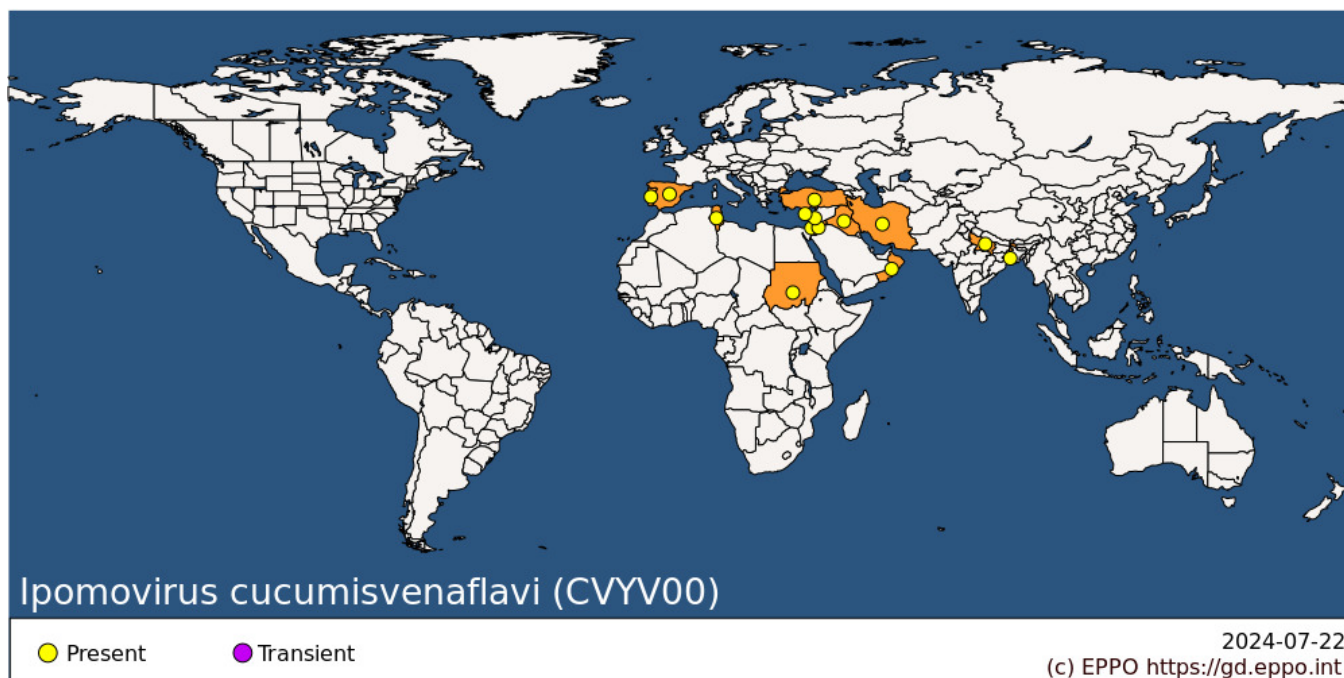 Ipomovirus cucumisvenaflavi (CVYV00)
Present
Transient
2024-07-22
(c) EPPO https://gd.eppo.int